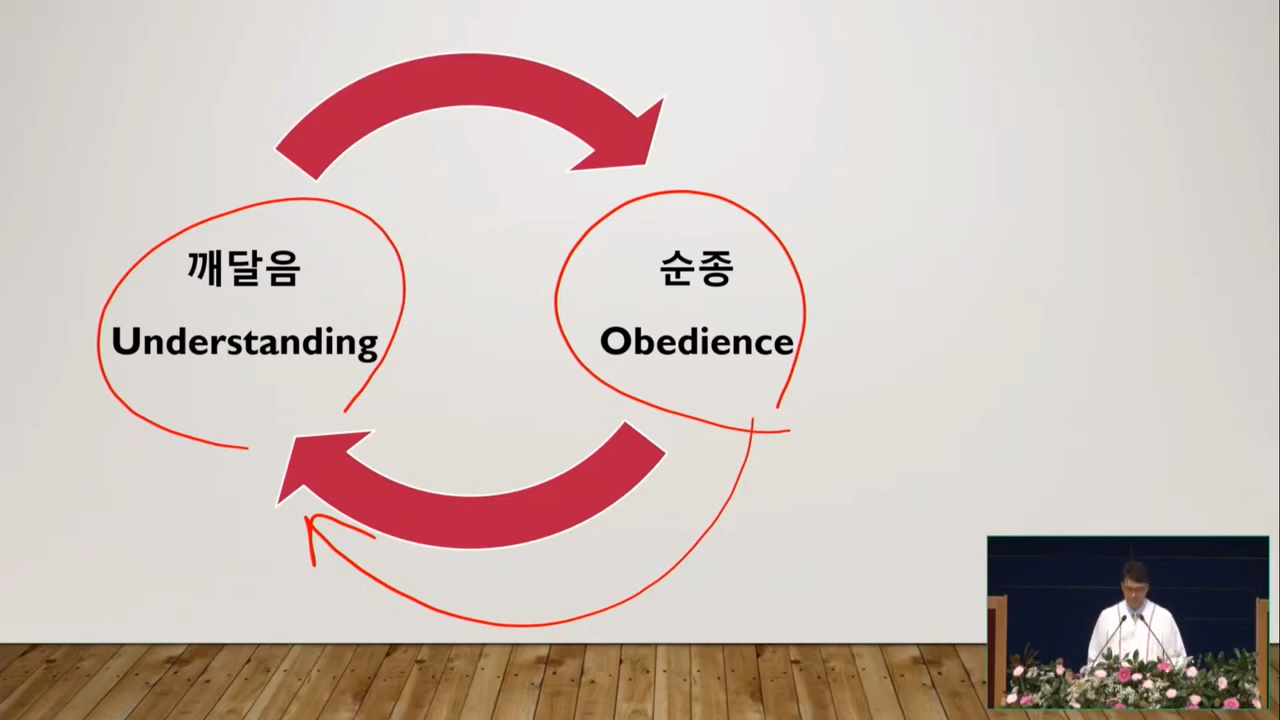 깨달음
Understanding
순종
Obedience